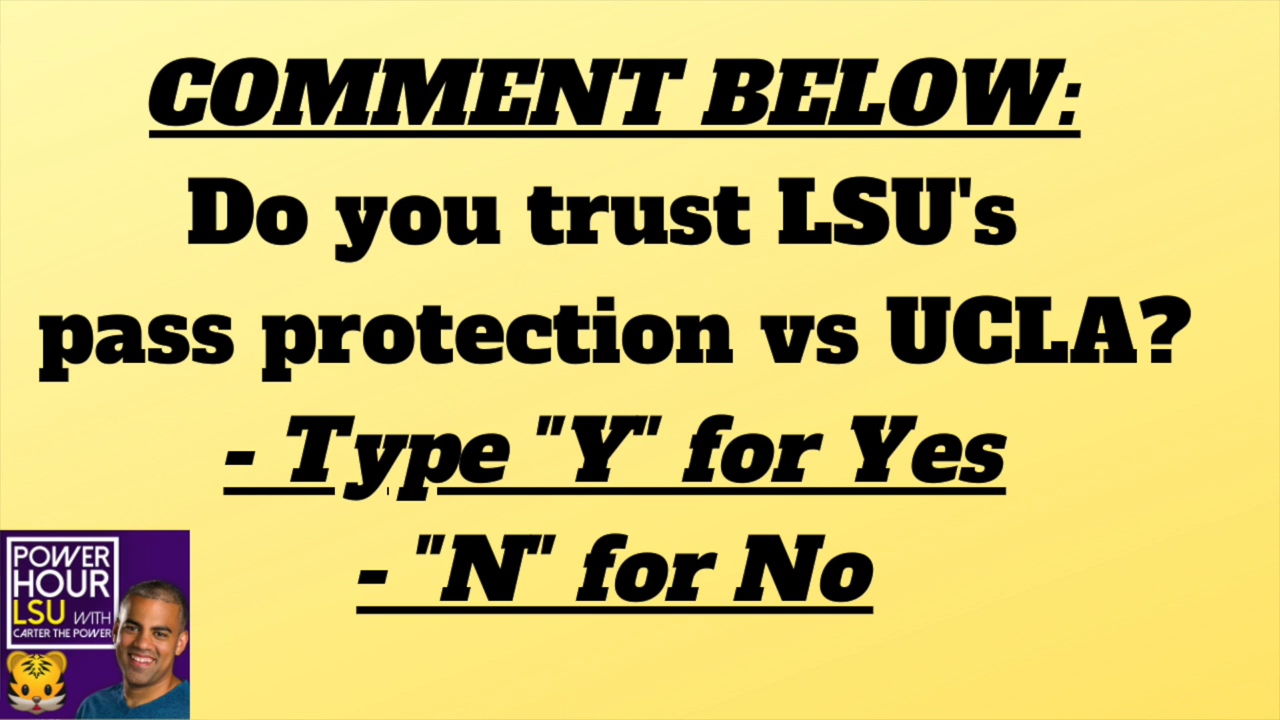 COMMENT BELOW:
Do you trust LSU's
pass protection vs UCLA?
- Type "Y" for Yes
- "N" for No
POWER
HOUR
LSU WITH
CARTER THE POWER